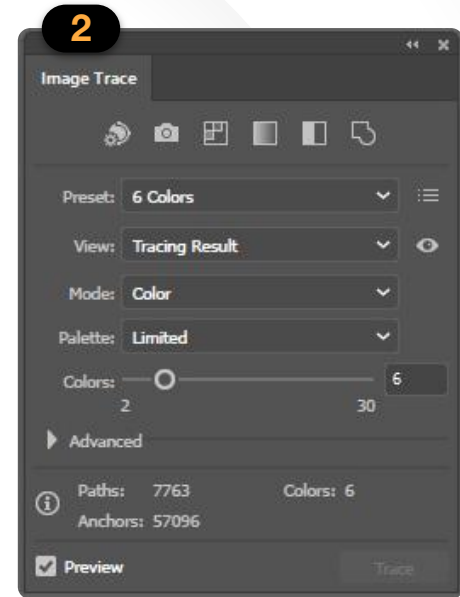 2
Image Trace
Preset: 6 Colors
View: Tracing Result
Mode: Color
Palette: Limited
Colors: 6
2 30
Advanced
Paths: 7763 Colors: 6
Anchors: 57096
Preview Trace